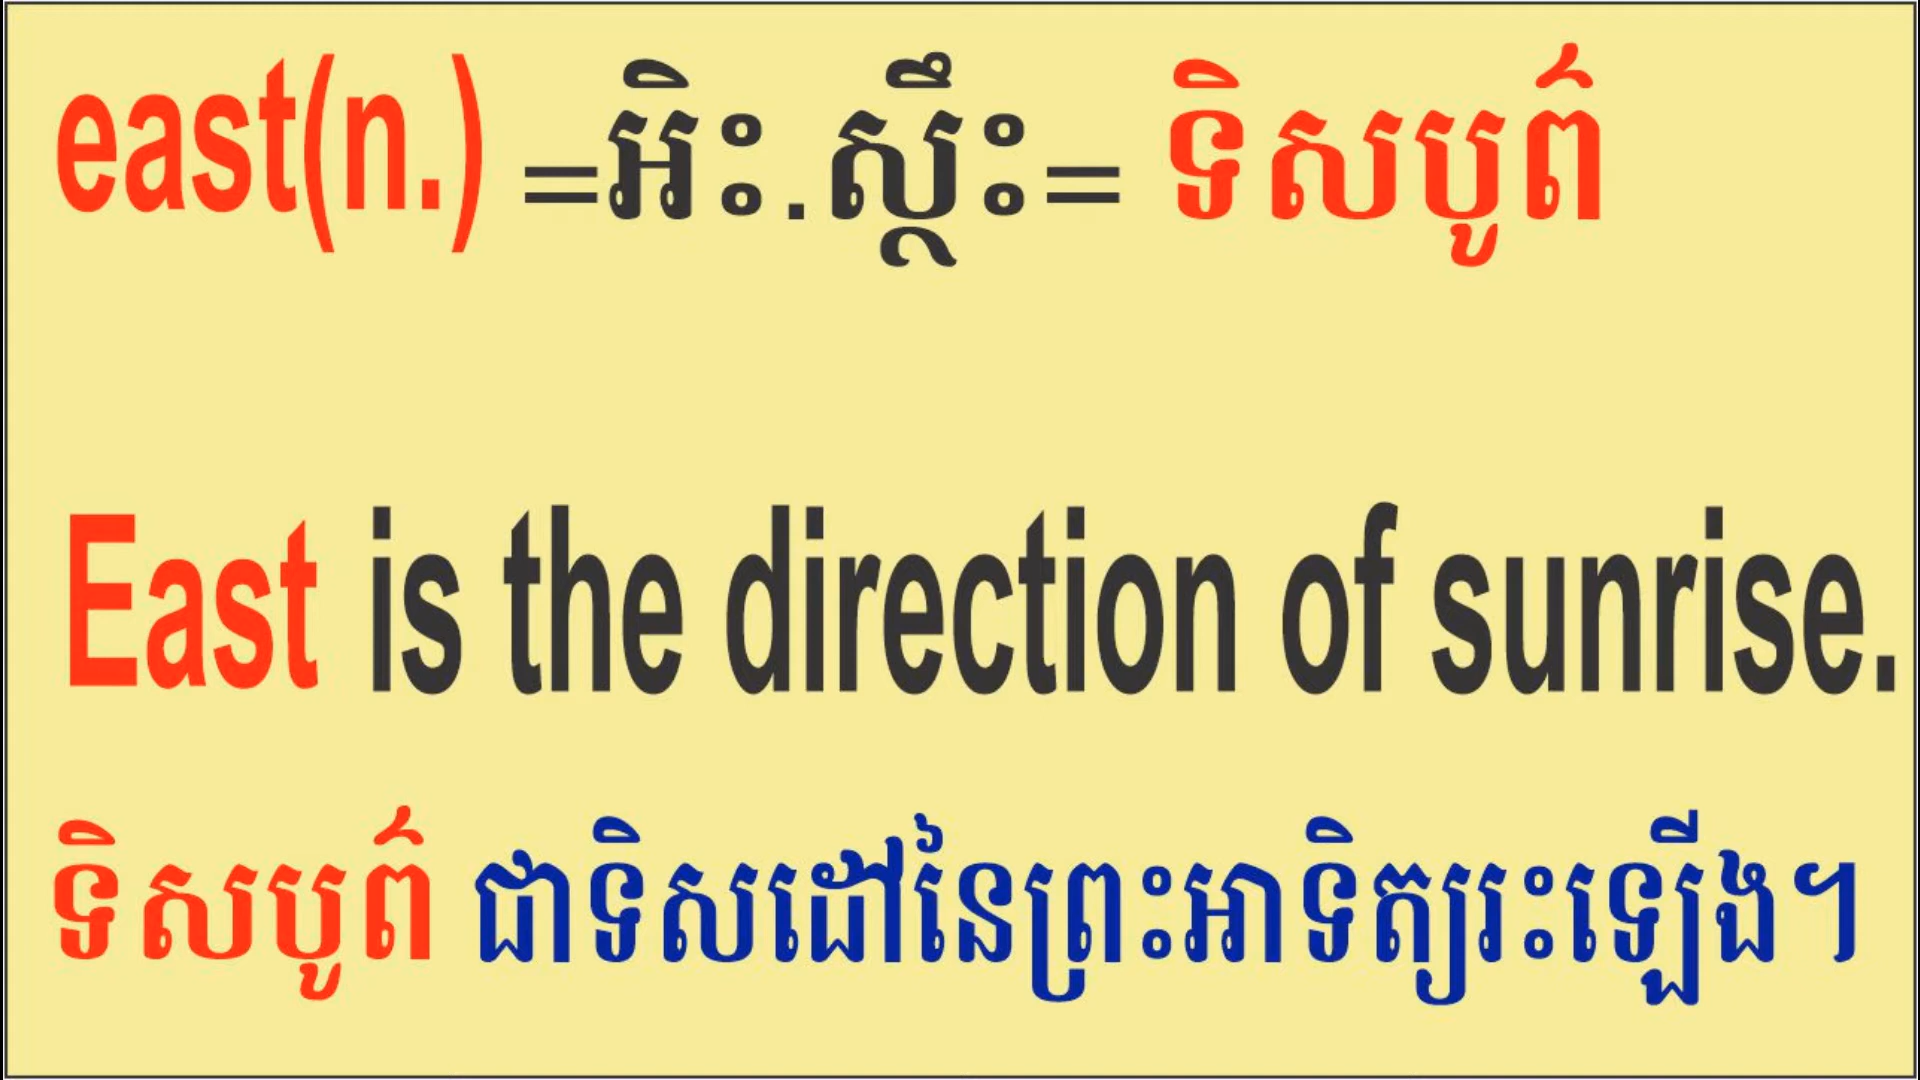 east(n.) =អិះ.ស្ថឹះ= ទិសបូព៌
East is the direction of sunrise.
ទិសបូព៌ ជាទិសដៅនៃព្រះអាទិត្យរះឡើង។